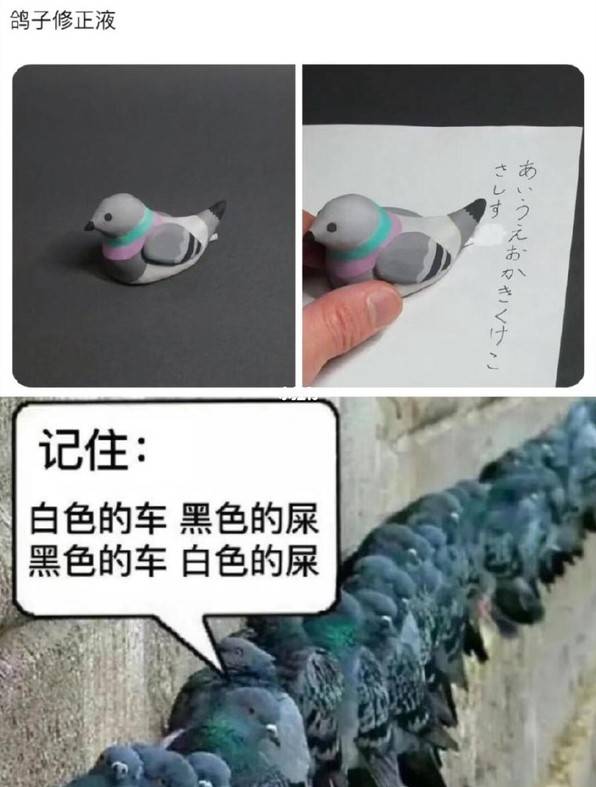 鸽子修正液
あいうえおかきくけこ
さしす
记住：
白色的车 黑色的屎
黑色的车 白色的屎